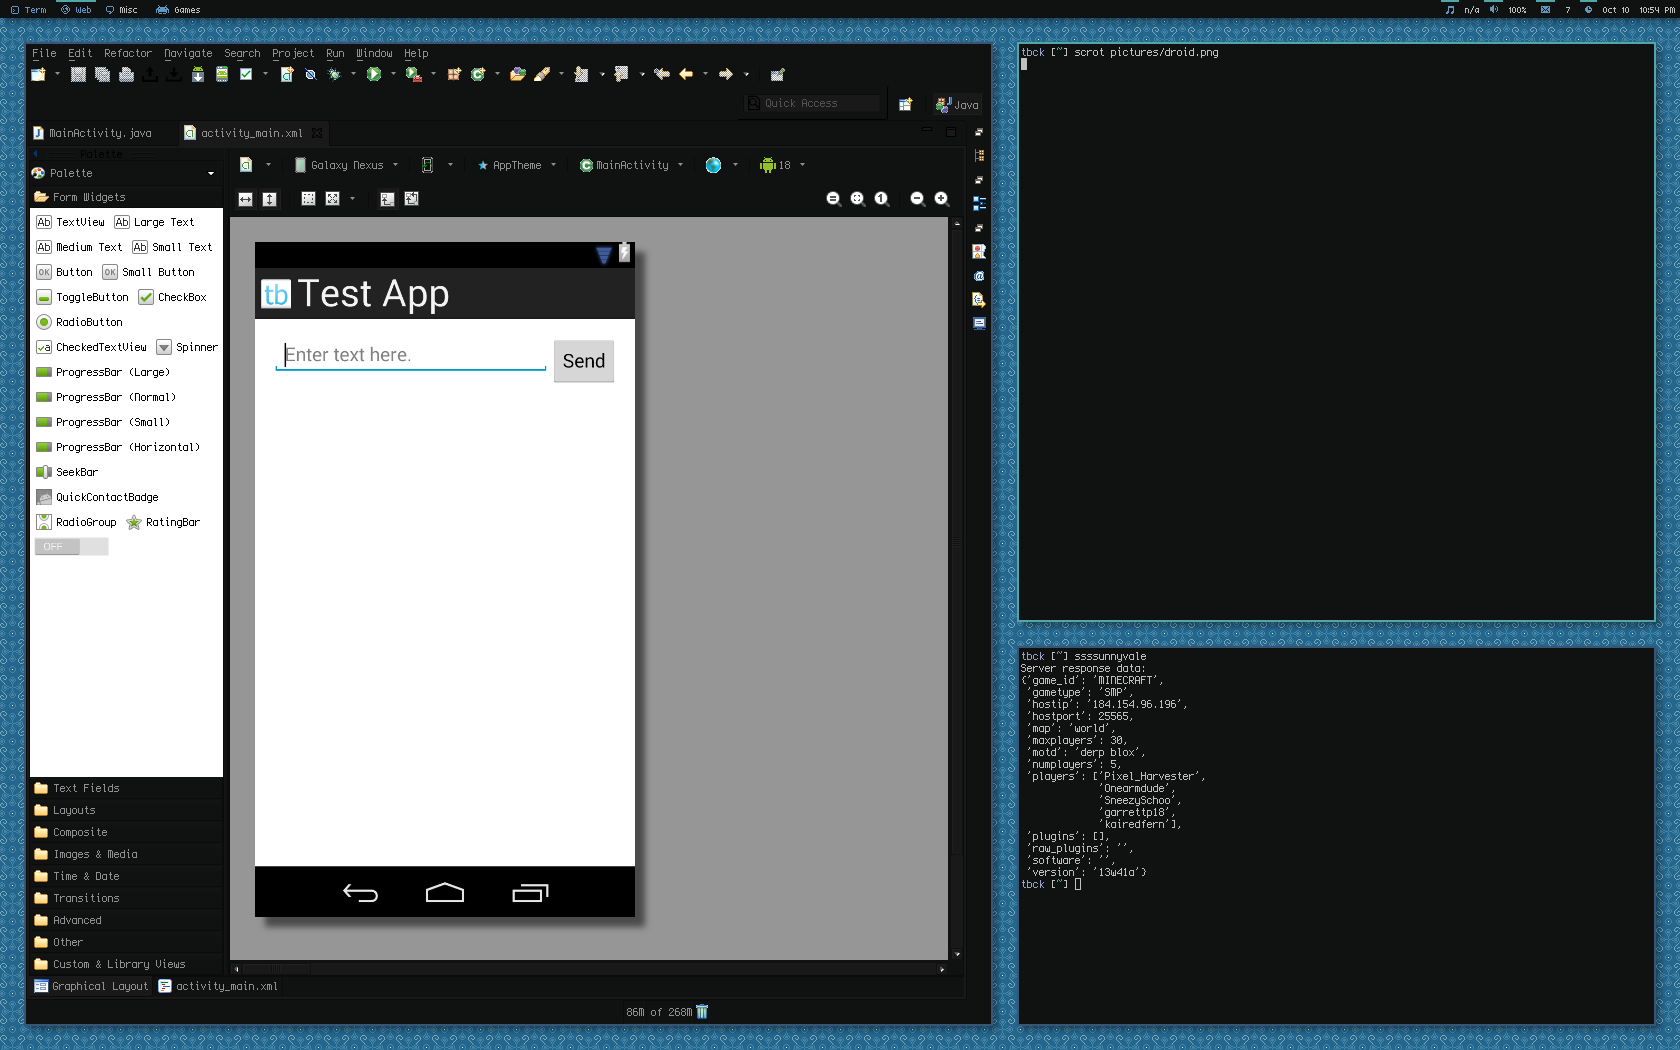 Term Web Misc Games
n/a 100% 7 Oct 10 10:54 PM
File Edit Refactor Navigate Search Project Run Window Help
Quick Access
Java
MainActivity.java activity_main.xml
Palette
Palette
Galaxy Nexus AppTheme MainActivity 18
Form Widgets
Ab TextView Ab Large Text
Ab Medium Text Ab Small Text
OK Button OK Small Button
ToggleButton CheckBox
RadioButton
a CheckedTextView Spinner
ProgressBar (Large)
ProgressBar (Normal)
ProgressBar (Small)
ProgressBar (Horizontal)
SeekBar
QuickContactBadge
RadioGroup RatingBar
OFF
Text Fields
Layouts
Composite
Images & Media
Time & Date
Transitions
Advanced
Other
Custom & Library Views
Graphical Layout activity_main.xml
86M of 268M
tb Test App
Enter text here.
Send
tbck [~] scrot pictures/droid.png
tbck [~] ssssunnyvale
Server response data:
{'game_id': 'MINECRAFT',
'gametype': 'SMP',
'hostip': '184.154.96.196',
'hostport': 25565,
'map': 'world',
'maxplayers': 30,
'motd': 'derp blox',
'numplayers': 5,
'players': ['Pixel_Harvester',
'Onearmdude',
'SneezySchoo',
'garrettp18',
'kairedfern'],
'plugins': [],
'raw_plugins': '',
'software': '',
'version': '13w41a'}
tbck [~]